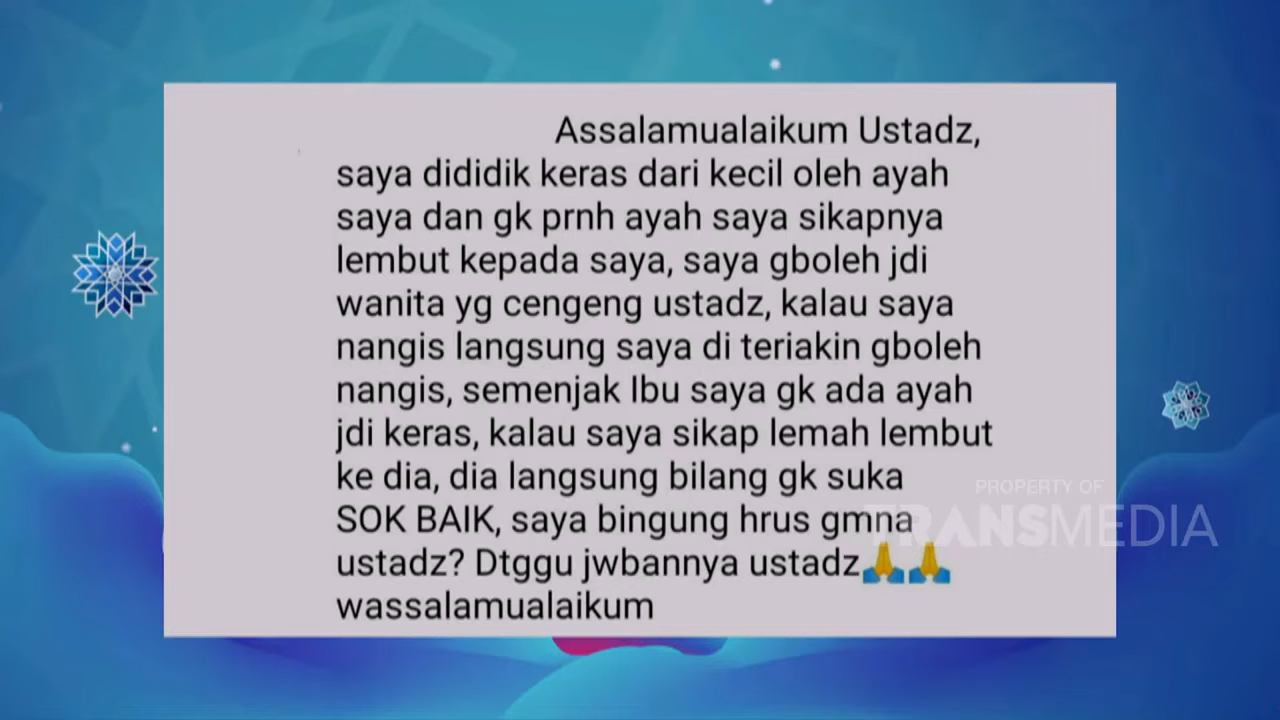 Assalamualaikum Ustadz,
saya dididik keras dari kecil oleh ayah
saya dan gk prnh ayah saya sikapnya
lembut kepada saya, saya gboleh jdi
wanita yg cengeng ustadz, kalau saya
nangis langsung saya di teriakin gboleh
nangis, semenjak Ibu saya gk ada ayah
jdi keras, kalau saya sikap lemah lembut
ke dia, dia langsung bilang gk suka
SOK BAIK, saya bingung hrus gmna
ustadz? Dtggu jwbannya ustadz🙏🙏
wassalamualaikum
PROPERTY OF
TRANSMEDIA